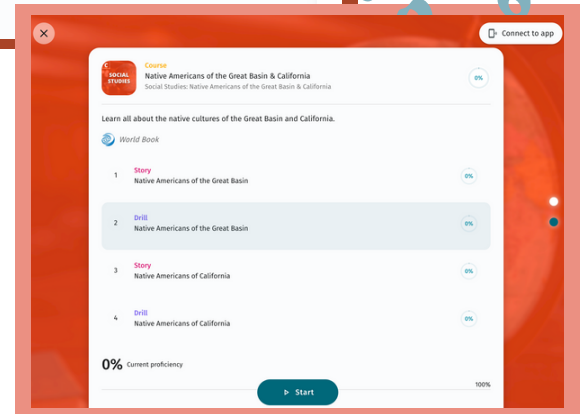 Connect to app
SOCIAL
STUDIES
Course
Native Americans of the Great Basin & California
Social Studies: Native Americans of the Great Basin & California
0%
Learn all about the native cultures of the Great Basin and California.
World Book
1
Story
Native Americans of the Great Basin
0%
2
Drill
Native Americans of the Great Basin
0%
3
Story
Native Americans of California
0%
4
Drill
Native Americans of California
0%
0% Current proficiency
100%
Start